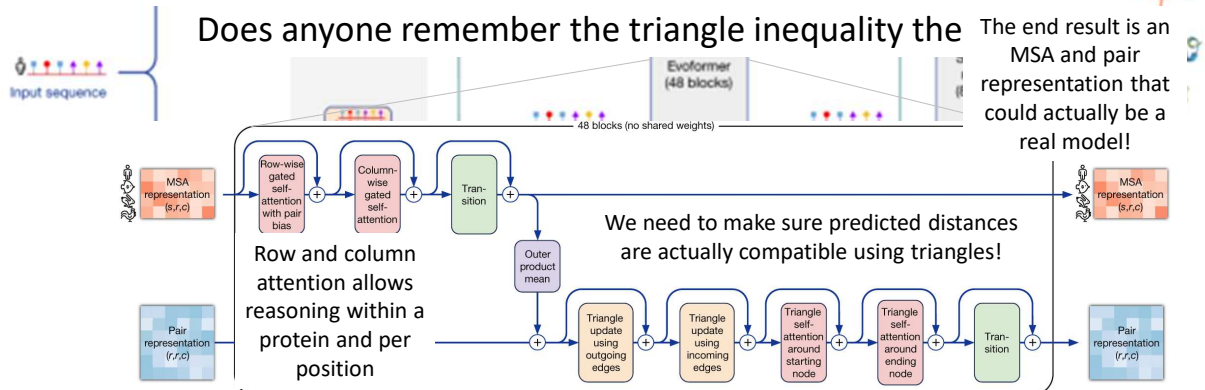 Does anyone remember the triangle inequality the
The end result is an
MSA and pair
representation that
could actually be a
real model!
Input sequence
Evoformer
(48 blocks)
48 blocks (no shared weights)
MSA
representation
(s,r,c)
Row-wise
gated
self-
attention
with pair
bias
+
Column-
wise
gated
self-
attention
+
Tran-
sition
+
MSA
representation
(s,r,c)
We need to make sure predicted distances
are actually compatible using triangles!
Row and column
attention allows
reasoning within a
protein and per
position
Outer
product
mean
Pair
representation
(r,r,c)
+
Triangle
update
using
outgoing
edges
+
Triangle
update
using
incoming
edges
+
Triangle
self-
attention
around
starting
node
+
Triangle
self-
attention
around
ending
node
+
Tran-
sition
+
Pair
representation
(r,r,c)